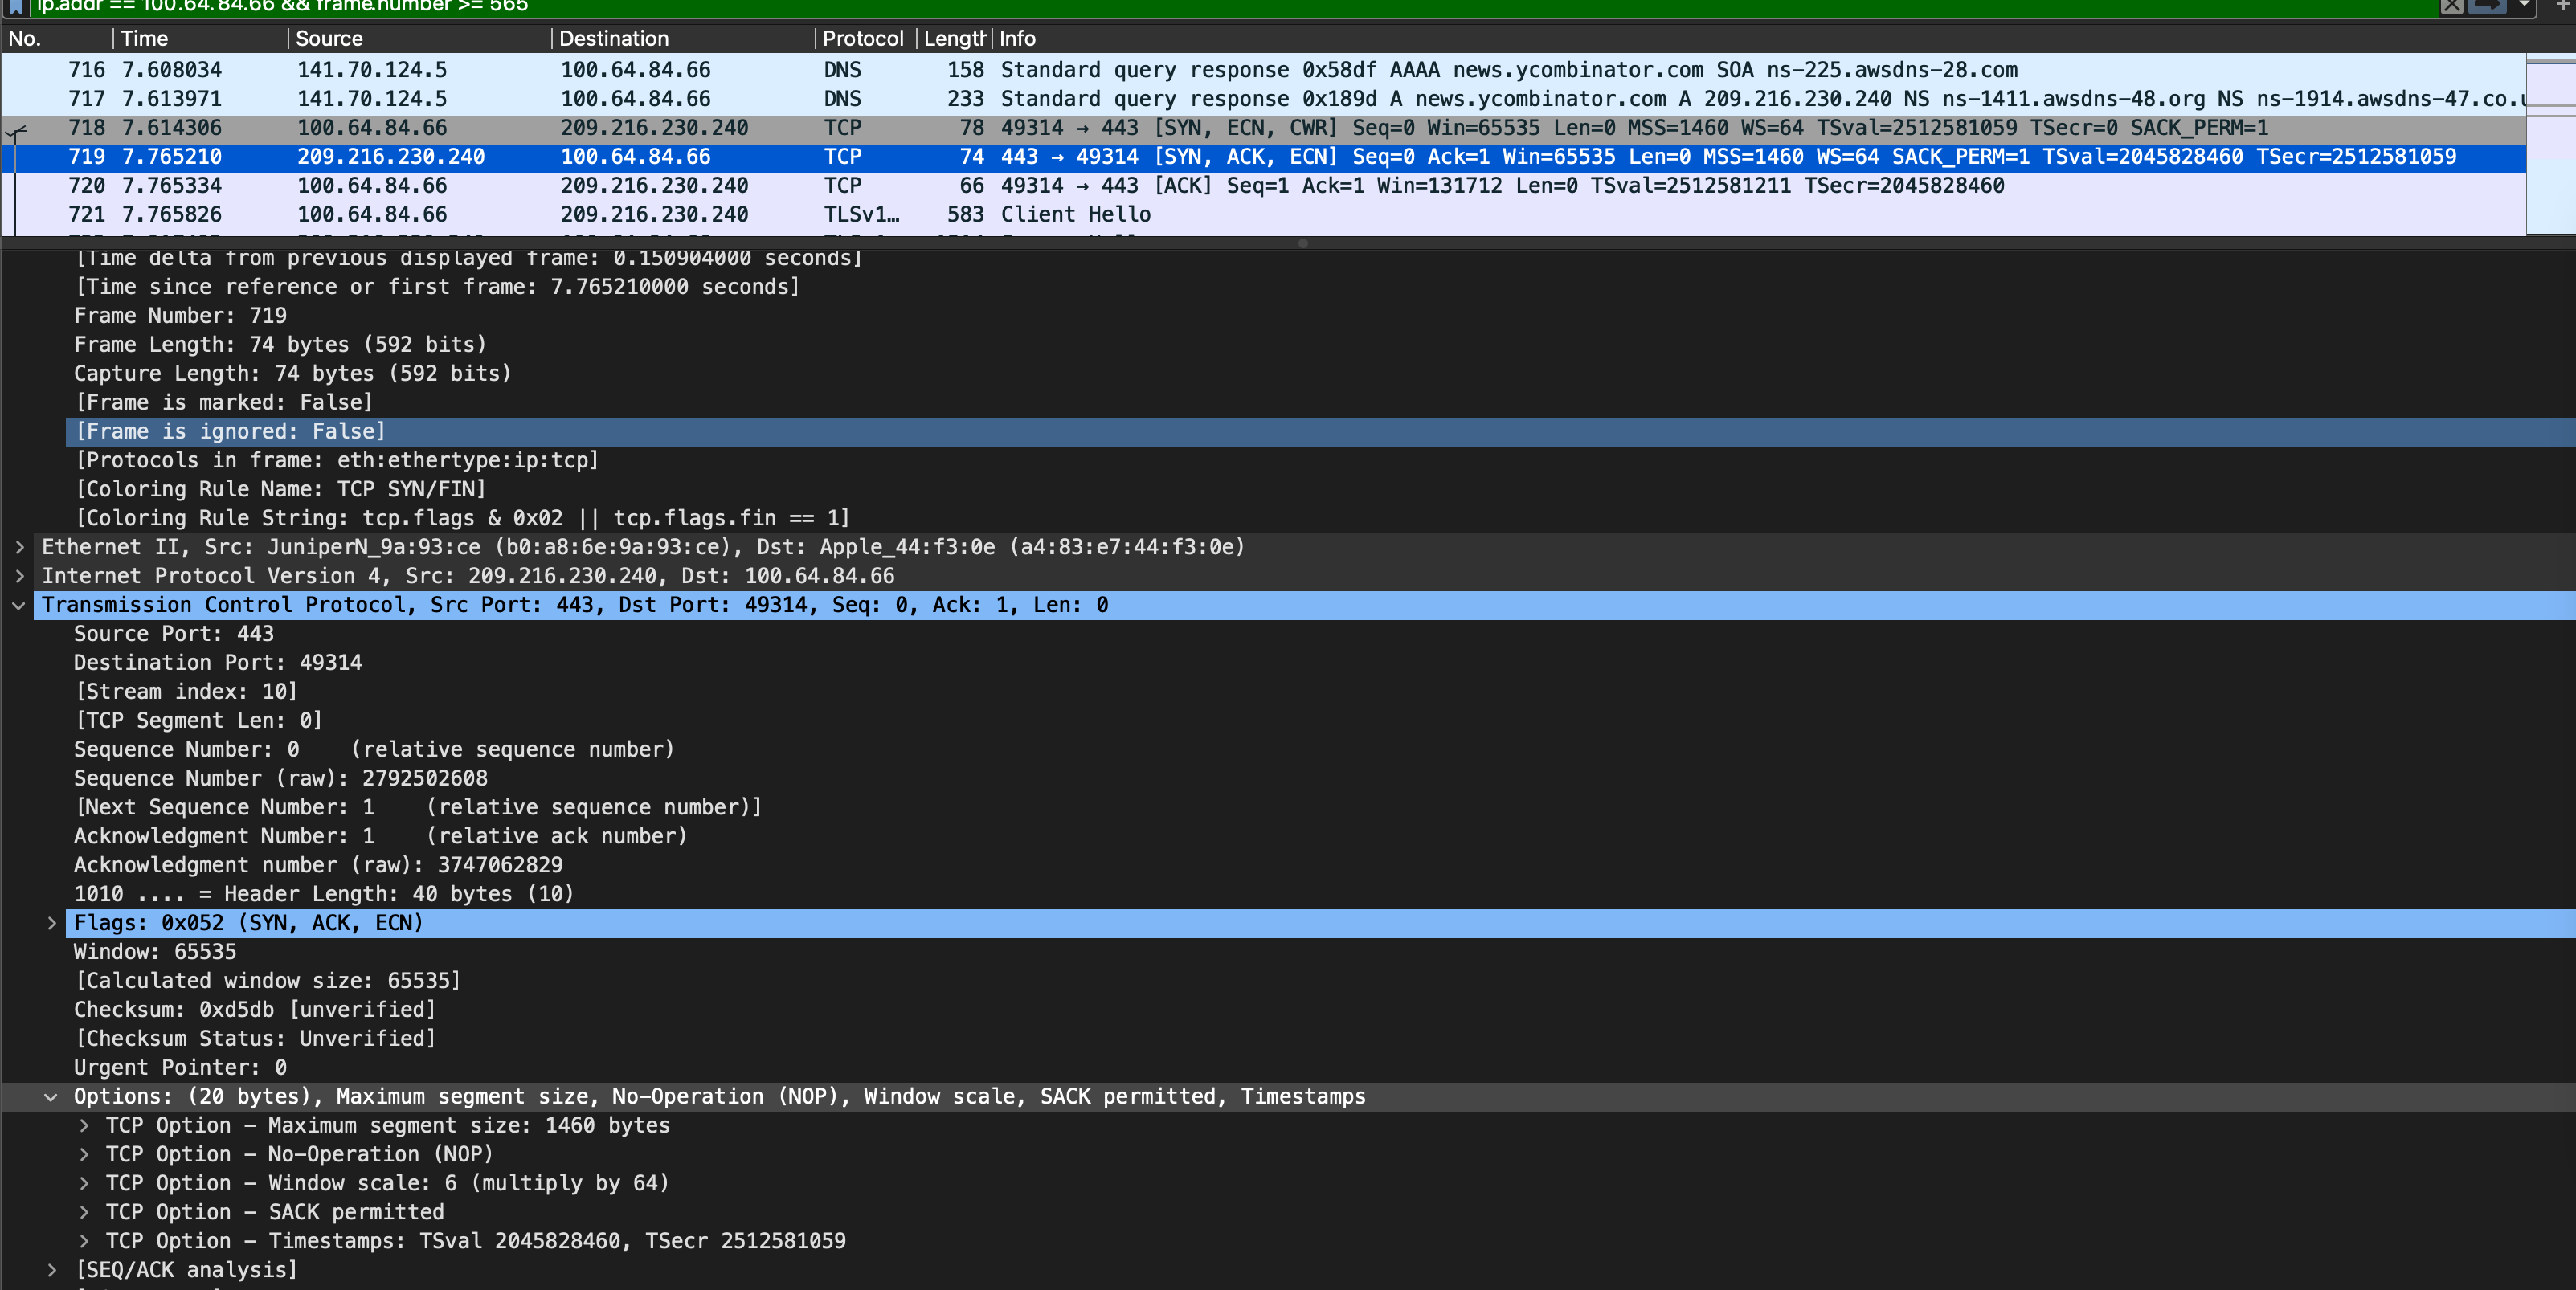 ip.addr == 100.64.84.66 && frame.number >= 565
No. Time Source Destination Protocol Length Info
716 7.608034 141.70.124.5 100.64.84.66 DNS 158 Standard query response 0x58df AAAA news.ycombinator.com SOA ns-225.awsdns-28.com
717 7.613971 141.70.124.5 100.64.84.66 DNS 233 Standard query response 0x189d A news.ycombinator.com A 209.216.230.240 NS ns-1411.awsdns-48.org NS ns-1914.awsdns-47.co.u
718 7.614306 100.64.84.66 209.216.230.240 TCP 78 49314 → 443 [SYN, ECN, CWR] Seq=0 Win=65535 Len=0 MSS=1460 WS=64 TSval=2512581059 TSecr=0 SACK_PERM=1
719 7.765210 209.216.230.240 100.64.84.66 TCP 74 443 → 49314 [SYN, ACK, ECN] Seq=0 Ack=1 Win=65535 Len=0 MSS=1460 WS=64 SACK_PERM=1 TSval=2045828460 TSecr=2512581059
720 7.765334 100.64.84.66 209.216.230.240 TCP 66 49314 → 443 [ACK] Seq=1 Ack=1 Win=131712 Len=0 TSval=2512581211 TSecr=2045828460
721 7.765826 100.64.84.66 209.216.230.240 TLSv1… 583 Client Hello
[Time delta from previous displayed frame: 0.150904000 seconds]
[Time since reference or first frame: 7.765210000 seconds]
Frame Number: 719
Frame Length: 74 bytes (592 bits)
Capture Length: 74 bytes (592 bits)
[Frame is marked: False]
[Frame is ignored: False]
[Protocols in frame: eth:ethertype:ip:tcp]
[Coloring Rule Name: TCP SYN/FIN]
[Coloring Rule String: tcp.flags & 0x02 || tcp.flags.fin == 1]
Ethernet II, Src: JuniperN_9a:93:ce (b0:a8:6e:9a:93:ce), Dst: Apple_44:f3:0e (a4:83:e7:44:f3:0e)
Internet Protocol Version 4, Src: 209.216.230.240, Dst: 100.64.84.66
Transmission Control Protocol, Src Port: 443, Dst Port: 49314, Seq: 0, Ack: 1, Len: 0
Source Port: 443
Destination Port: 49314
[Stream index: 10]
[TCP Segment Len: 0]
Sequence Number: 0 (relative sequence number)
Sequence Number (raw): 2792502608
[Next Sequence Number: 1 (relative sequence number)]
Acknowledgment Number: 1 (relative ack number)
Acknowledgment number (raw): 3747062829
1010 .... = Header Length: 40 bytes (10)
Flags: 0x052 (SYN, ACK, ECN)
Window: 65535
[Calculated window size: 65535]
Checksum: 0xd5db [unverified]
[Checksum Status: Unverified]
Urgent Pointer: 0
Options: (20 bytes), Maximum segment size, No-Operation (NOP), Window scale, SACK permitted, Timestamps
TCP Option - Maximum segment size: 1460 bytes
TCP Option - No-Operation (NOP)
TCP Option - Window scale: 6 (multiply by 64)
TCP Option - SACK permitted
TCP Option - Timestamps: TSval 2045828460, TSecr 2512581059
[SEQ/ACK analysis]